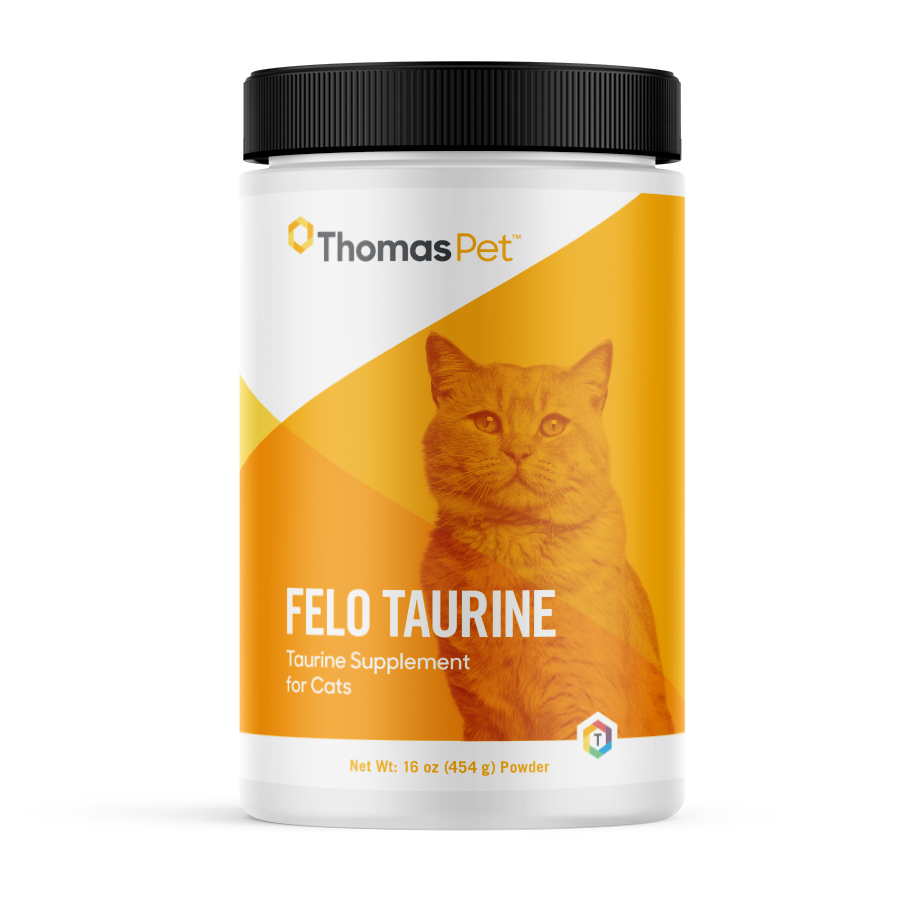 ThomasPet™
FELO TAURINE
Taurine Supplement
for Cats
T
Net Wt: 16 oz (454 g) Powder